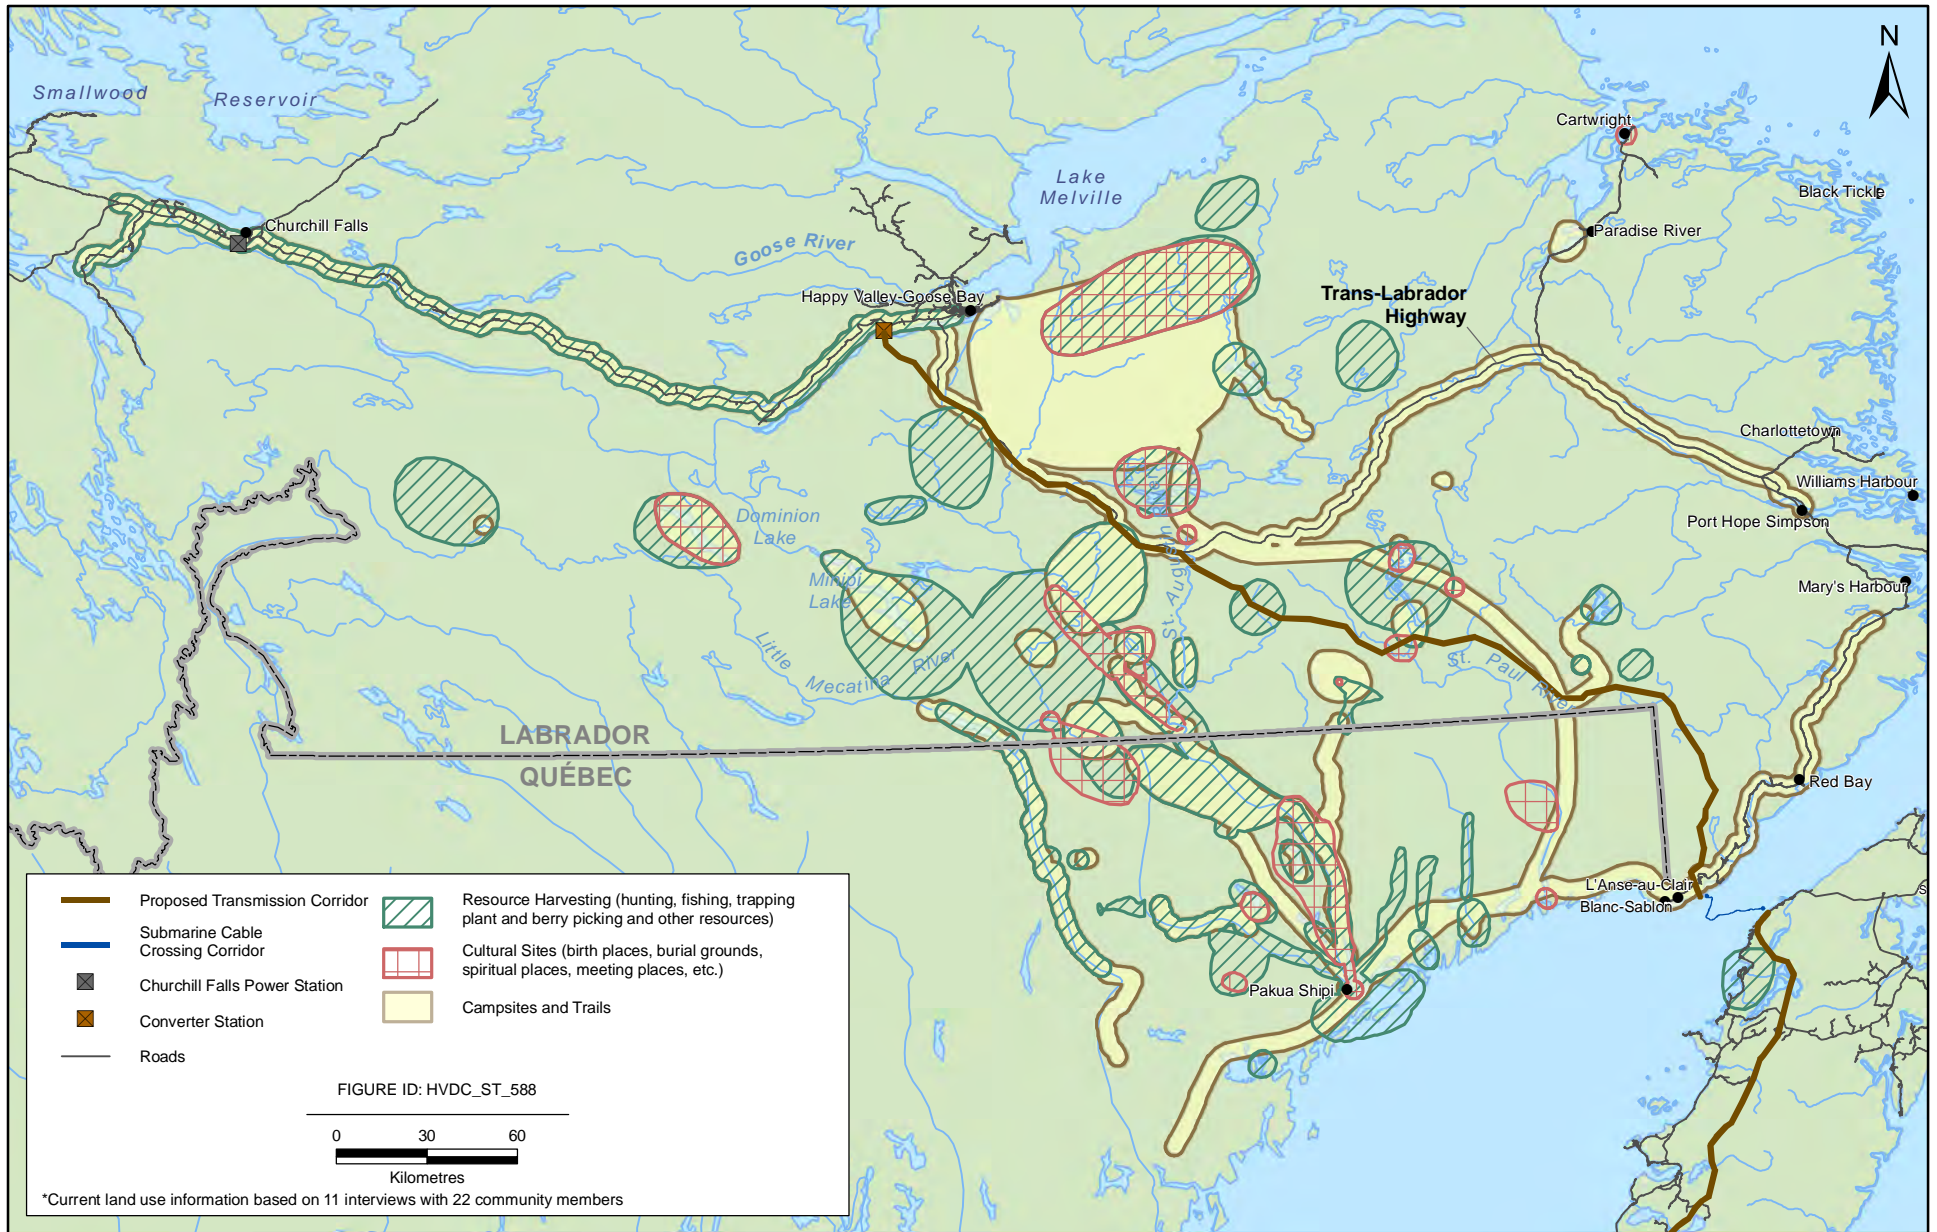 N
Smallwood Reservoir
Cartwright
Lake
Melville
Black Tickle
Churchill Falls
Paradise River
Goose River
Happy Valley-Goose Bay
Trans-Labrador
Highway
Charlottetown
Williams Harbour
Dominion
Lake
Port Hope Simpson
Minipi
Lake
St. Augustin River
Mary's Harbour
Little Mecatina River
St. Paul River
LABRADOR
QUÉBEC
Red Bay
L'Anse-au-Clair
Blanc-Sablon
S
Pakua Shipi
Proposed Transmission Corridor
Submarine Cable
Crossing Corridor
Churchill Falls Power Station
Converter Station
Roads
Resource Harvesting (hunting, fishing, trapping
plant and berry picking and other resources)
Cultural Sites (birth places, burial grounds,
spiritual places, meeting places, etc.)
Campsites and Trails
FIGURE ID: HVDC_ST_588
0 30 60
Kilometres
*Current land use information based on 11 interviews with 22 community members